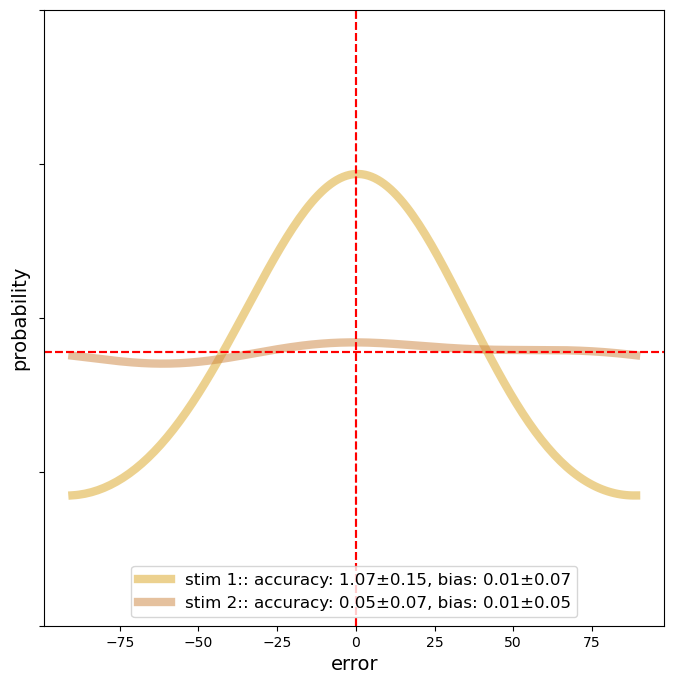 probability
stim 1:: accuracy: 1.07±0.15, bias: 0.01±0.07
stim 2:: accuracy: 0.05±0.07, bias: 0.01±0.05
−75 −50 −25 0 25 50 75
error